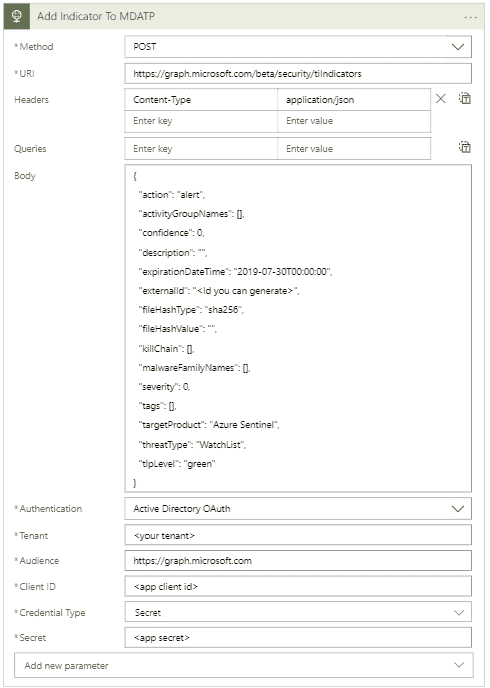 Add Indicator To MDATP
* Method POST
* URI https://graph.microsoft.com/beta/security/tiIndicators
Headers Content-Type application/json
Enter key Enter value
Queries Enter key Enter value
Body {
"action": "alert",
"activityGroupNames": [],
"confidence": 0,
"description": "",
"expirationDateTime": "2019-07-30T00:00:00",
"externalId": "<Id you can generate>",
"fileHashType": "sha256",
"fileHashValue": "",
"killChain": [],
"malwareFamilyNames": [],
"severity": 0,
"tags": [],
"targetProduct": "Azure Sentinel",
"threatType": "WatchList",
"tlpLevel": "green"
}
* Authentication Active Directory OAuth
* Tenant <your tenant>
* Audience https://graph.microsoft.com
* Client ID <app client id>
* Credential Type Secret
* Secret <app secret>
Add new parameter